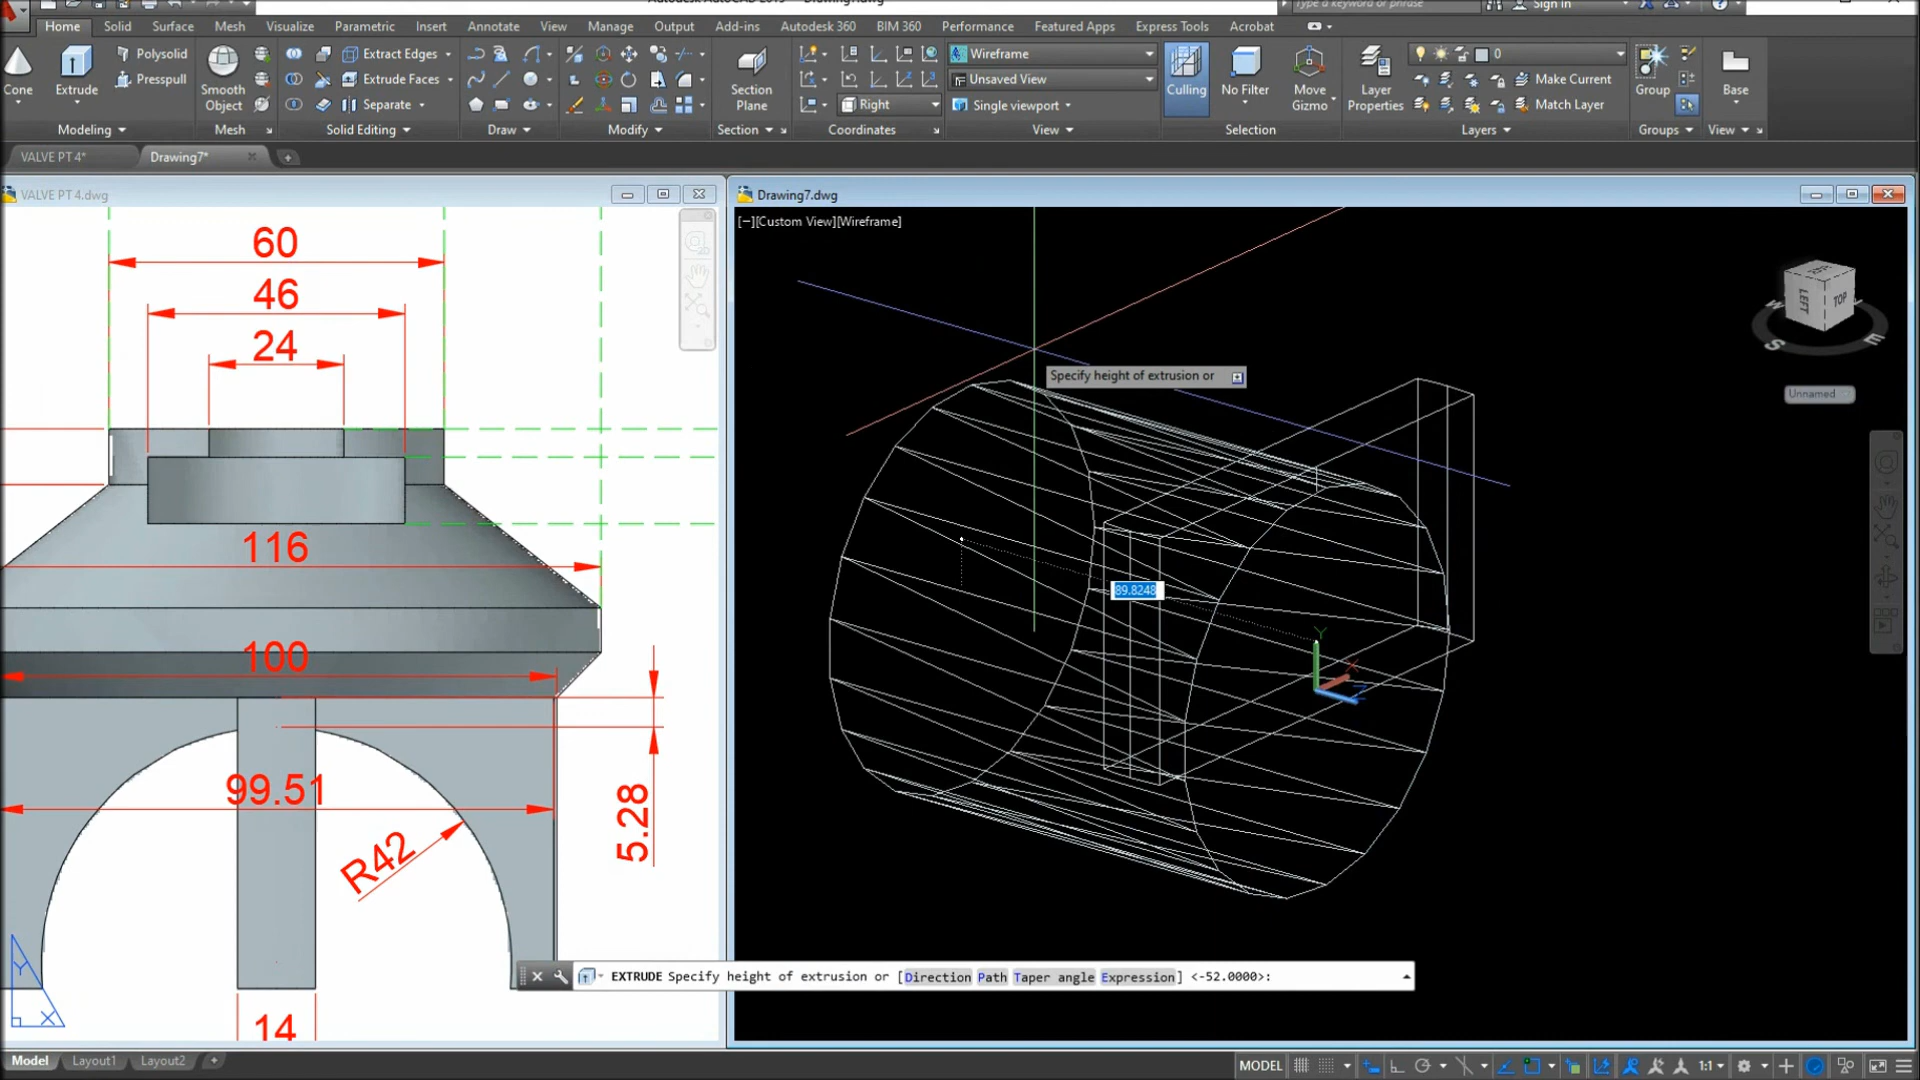 Sign In
Home Solid Surface Mesh Visualize Parametric Insert Annotate View Manage Output Add-ins Autodesk 360 BIM 360 Performance Featured Apps Express Tools Acrobat
Cone
Extrude
Polysolid
Presspull
Modeling
Smooth Object
Mesh
Extract Edges
Extrude Faces
Separate
Solid Editing
Draw
Modify
Section Plane
Section
Right
Coordinates
Wireframe
Unsaved View
Single viewport
View
Culling
No Filter
Move Gizmo
Selection
Layer Properties
0
Make Current
Match Layer
Layers
Group
Groups
Base
View
VALVE PT 4*
Drawing7*
VALVE PT 4.dwg
Drawing7.dwg
[−][Custom View][Wireframe]
60
46
24
116
100
99.51
R42
5.28
14
Y
X
Specify height of extrusion or
89.8248
Y
X
Z
LEFT
TOP
W
S
E
Unnamed
EXTRUDE Specify height of extrusion or [Direction Path Taper angle Expression] <-52.0000>:
Model Layout1 Layout2
MODEL
1:1